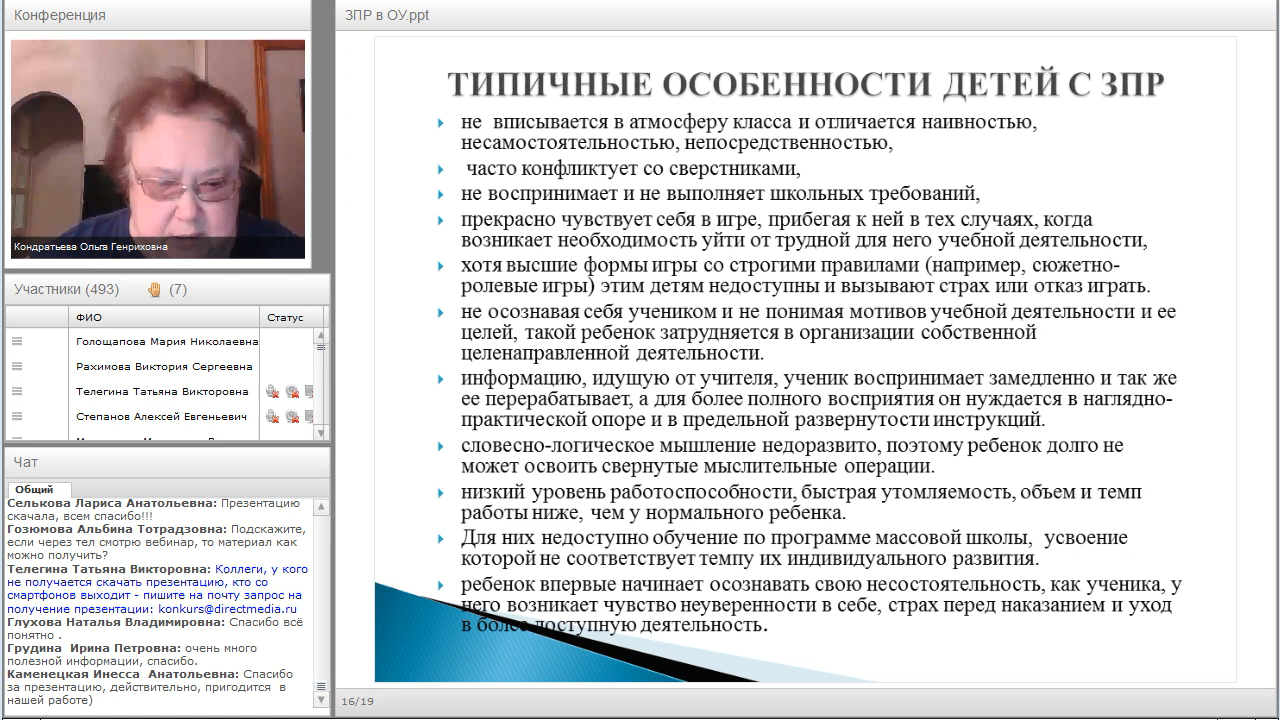 Конференция
Кондратьева Ольга Генриховна
Участники (493) (7)
ФИО Статус
Голощапова Мария Николаевна
Рахимова Виктория Сергеевна
Телегина Татьяна Викторовна
Степанов Алексей Евгеньевич
Чат
Общий
Селькова Лариса Анатольевна: Презентацию
скачала, всем спасибо!!!
Гозюмова Альбина Тотрадзовна: Подскажите,
если через тел смотрю вебинар, то материал как
можно получить?
Телегина Татьяна Викторовна: Коллеги, у кого
не получается скачать презентацию, кто со
смартфонов выходит - пишите на почту запрос на
получение презентации: konkurs@directmedia.ru
Глухова Наталья Владимировна: Спасибо всё
понятно .
Грудина Ирина Петровна: очень много
полезной информации, спасибо.
Каменецкая Инесса Анатольевна: Спасибо
за презентацию, действительно, пригодится в
нашей работе)
ЗПР в ОУ.ppt
ТИПИЧНЫЕ ОСОБЕННОСТИ ДЕТЕЙ С ЗПР
не вписывается в атмосферу класса и отличается наивностью,
несамостоятельностью, непосредственностью,
часто конфликтует со сверстниками,
не воспринимает и не выполняет школьных требований,
прекрасно чувствует себя в игре, прибегая к ней в тех случаях, когда
возникает необходимость уйти от трудной для него учебной деятельности,
хотя высшие формы игры со строгими правилами (например, сюжетно-
ролевые игры) этим детям недоступны и вызывают страх или отказ играть.
не осознавая себя учеником и не понимая мотивов учебной деятельности и ее
целей, такой ребенок затрудняется в организации собственной
целенаправленной деятельности.
информацию, идущую от учителя, ученик воспринимает замедленно и так же
ее перерабатывает, а для более полного восприятия он нуждается в наглядно-
практической опоре и в предельной развернутости инструкций.
словесно-логическое мышление недоразвито, поэтому ребенок долго не
может освоить свернутые мыслительные операции.
низкий уровень работоспособности, быстрая утомляемость, объем и темп
работы ниже, чем у нормального ребенка.
Для них недоступно обучение по программе массовой школы, усвоение
которой не соответствует темпу их индивидуального развития.
ребенок впервые начинает осознавать свою несостоятельность, как ученика, у
него возникает чувство неуверенности в себе, страх перед наказанием и уход
в более доступную деятельность.
16/19